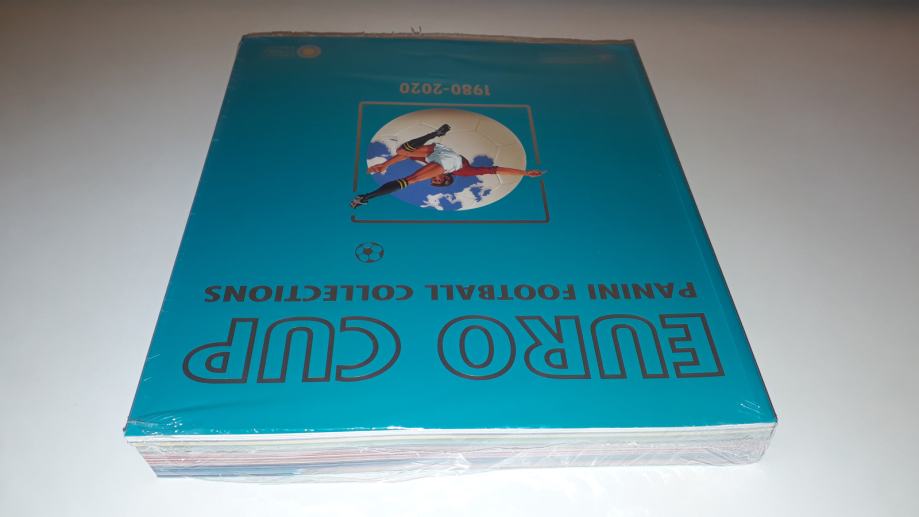 EURO CUP
PANINI FOOTBALL COLLECTIONS
1980-2020